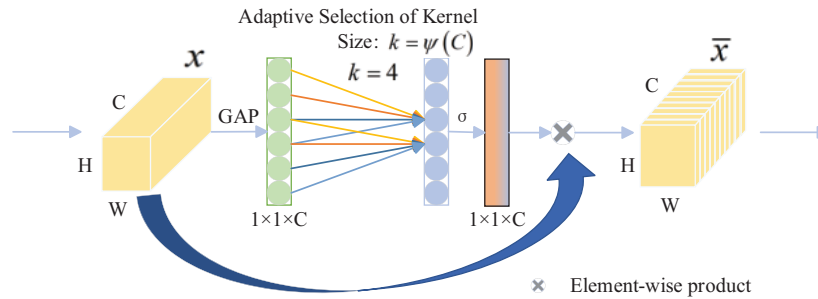 Adaptive Selection of Kernel
Size: k = ψ(C)
k = 4
x
x̅
C
H
W
GAP
1×1×C
σ
1×1×C
C
H
W
Element-wise product